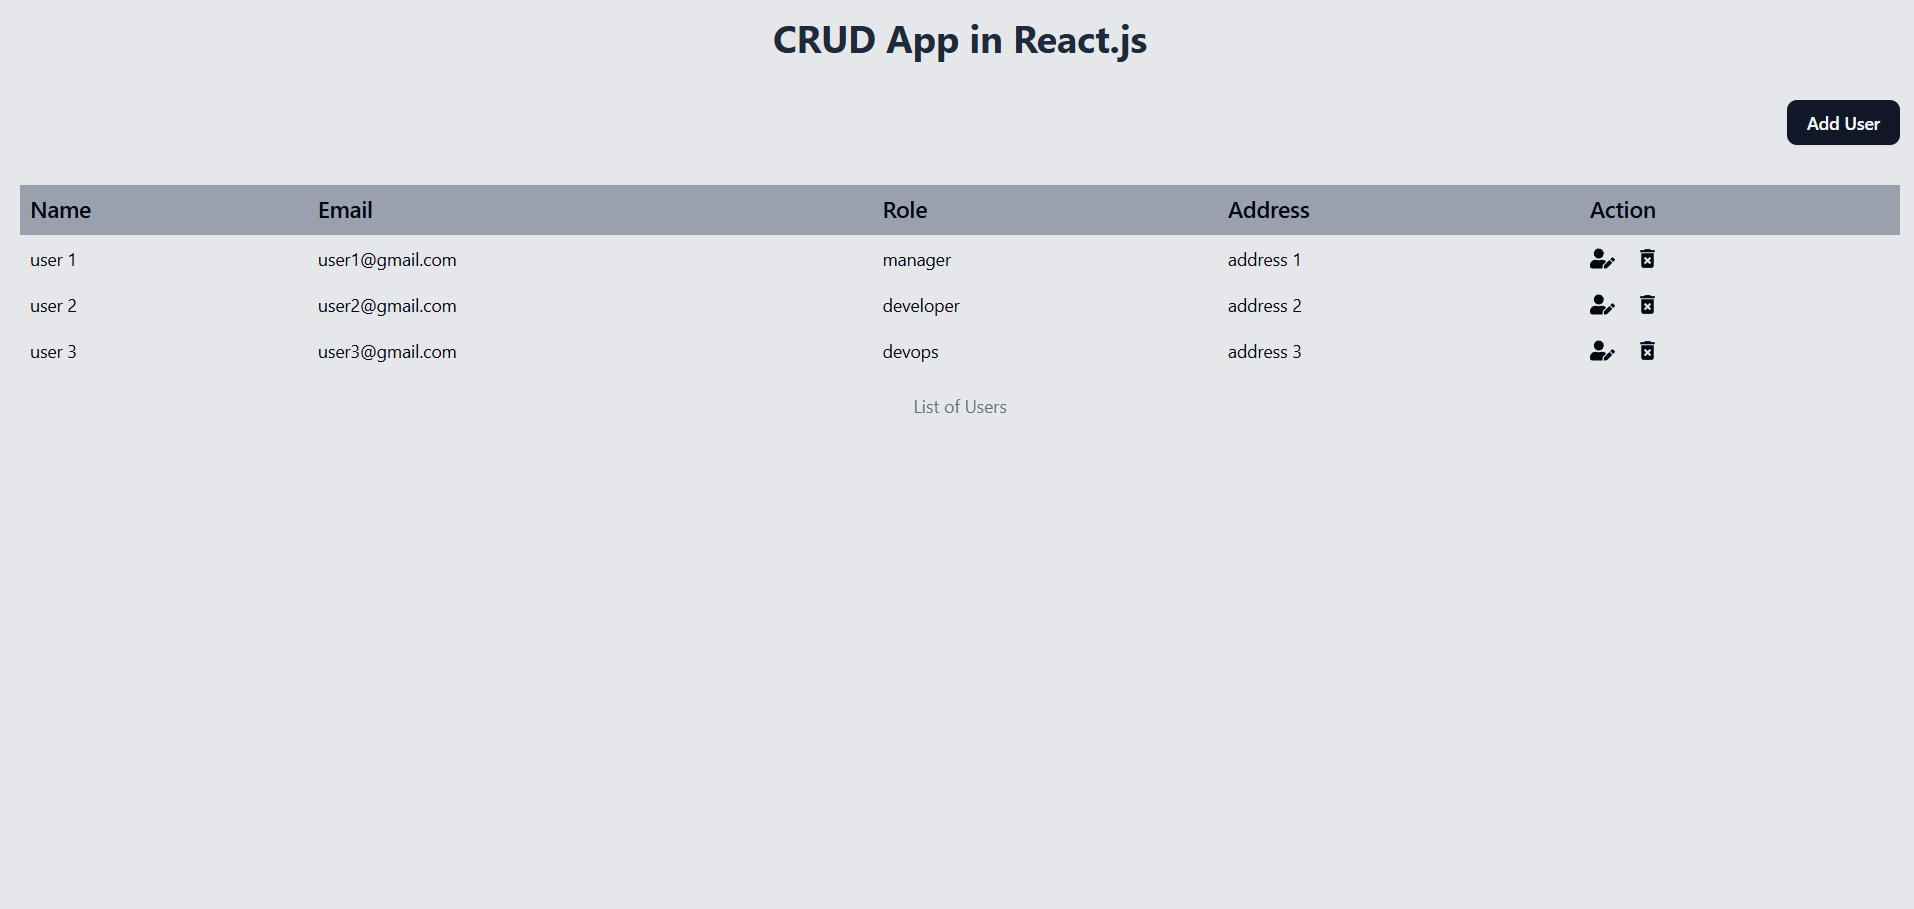 CRUD App in React.js
Add User
Name Email Role Address Action
user 1 user1@gmail.com manager address 1
user 2 user2@gmail.com developer address 2
user 3 user3@gmail.com devops address 3
List of Users